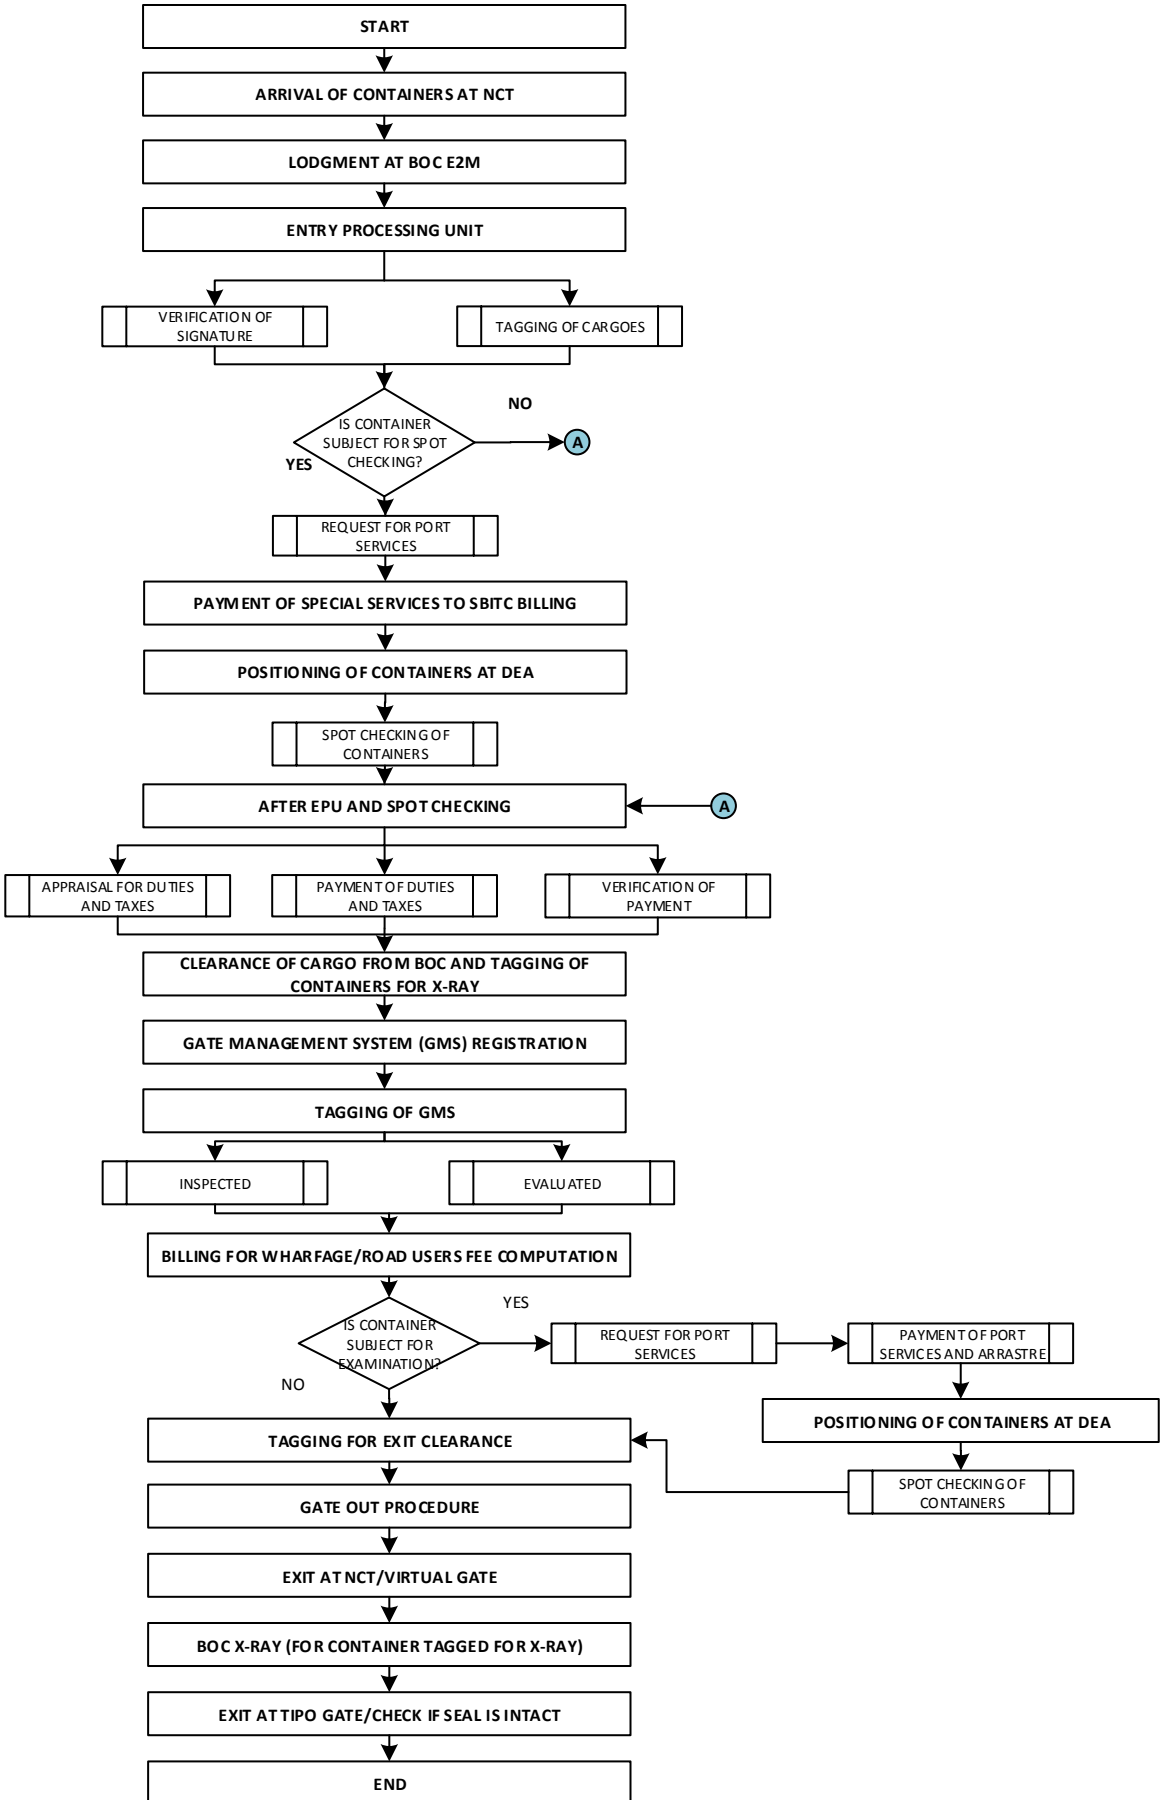 START
ARRIVAL OF CONTAINERS AT NCT
LODGMENT AT BOC E2M
ENTRY PROCESSING UNIT
VERIFICATION OF
SIGNATURE
TAGGING OF CARGOES
IS CONTAINER
SUBJECT FOR SPOT
CHECKING?
NO
A
YES
REQUEST FOR PORT
SERVICES
PAYMENT OF SPECIAL SERVICES TO SBITC BILLING
POSITIONING OF CONTAINERS AT DEA
SPOT CHECKING OF
CONTAINERS
AFTER EPU AND SPOT CHECKING
A
APPRAISAL FOR DUTIES
AND TAXES
PAYMENT OF DUTIES
AND TAXES
VERIFICATION OF
PAYMENT
CLEARANCE OF CARGO FROM BOC AND TAGGING OF
CONTAINERS FOR X-RAY
GATE MANAGEMENT SYSTEM (GMS) REGISTRATION
TAGGING OF GMS
INSPECTED
EVALUATED
BILLING FOR WHARFAGE/ROAD USERS FEE COMPUTATION
IS CONTAINER
SUBJECT FOR
EXAMINATION?
YES
REQUEST FOR PORT
SERVICES
PAYMENT OF PORT
SERVICES AND ARRASTRE
NO
POSITIONING OF CONTAINERS AT DEA
TAGGING FOR EXIT CLEARANCE
SPOT CHECKING OF
CONTAINERS
GATE OUT PROCEDURE
EXIT AT NCT/VIRTUAL GATE
BOC X-RAY (FOR CONTAINER TAGGED FOR X-RAY)
EXIT AT TIPO GATE/CHECK IF SEAL IS INTACT
END